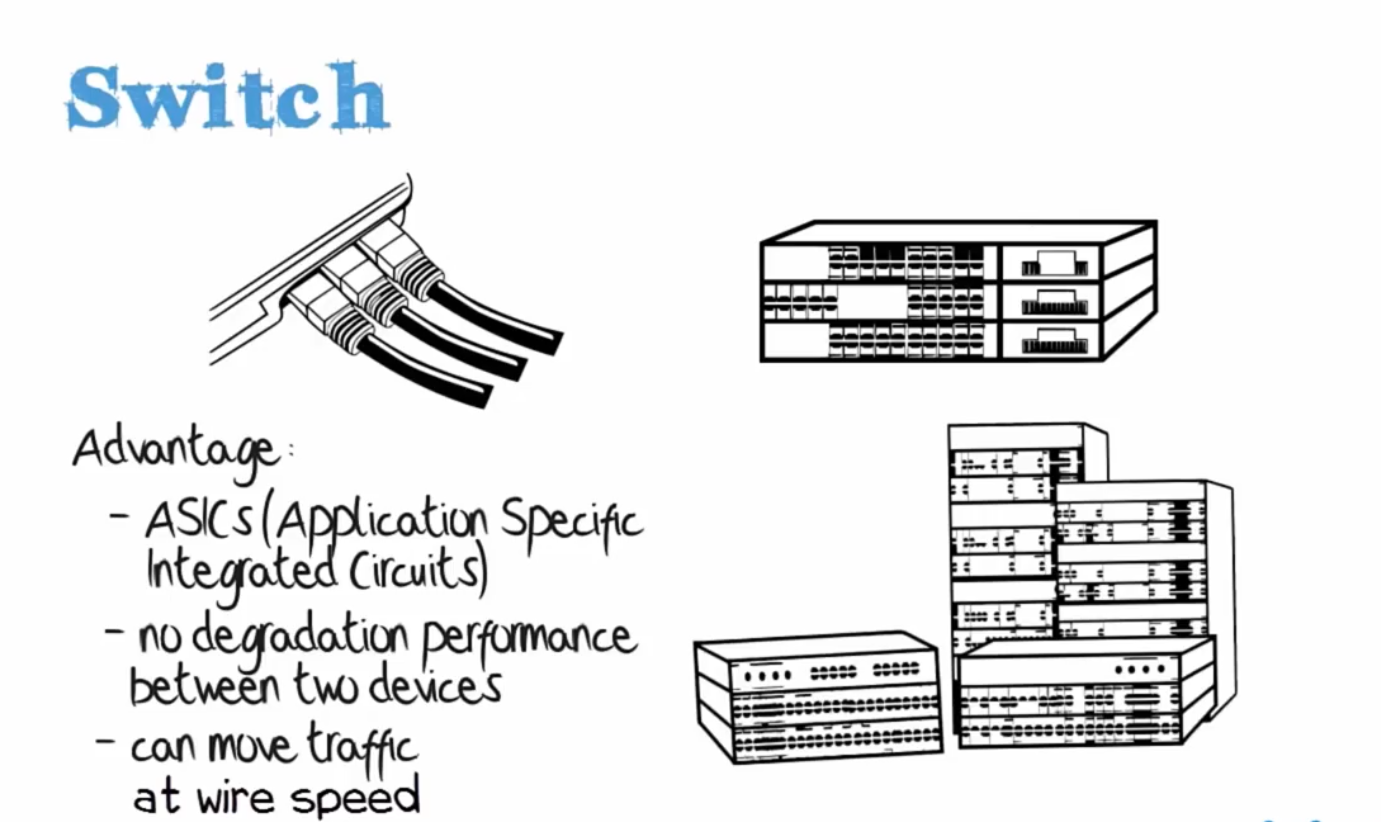 Switch
Advantage:
- ASICs (Application Specific
Integrated Circuits)
- no degradation performance
between two devices
- can move traffic
at wire speed